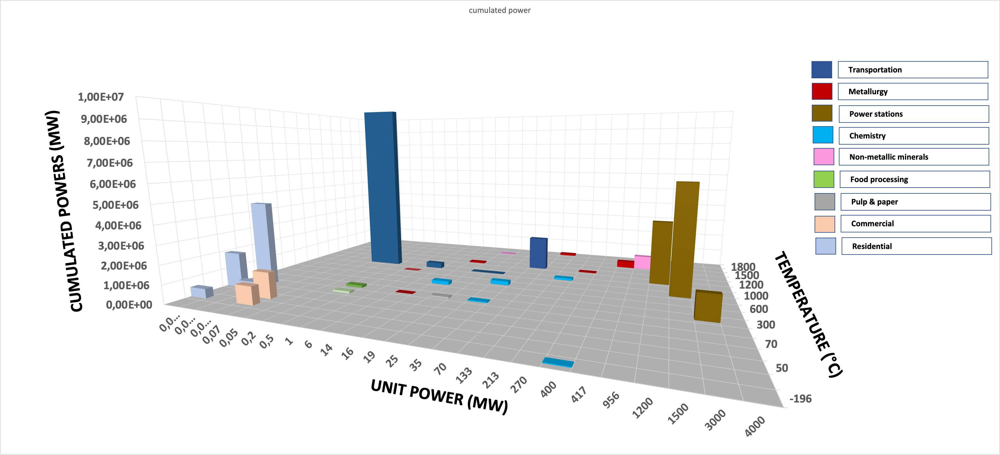 cumulated power
CUMULATED POWERS (MW)
1,00E+07
9,00E+06
8,00E+06
7,00E+06
6,00E+06
5,00E+06
4,00E+06
3,00E+06
2,00E+06
1,00E+06
0,00E+00
0,0...
0,0...
0,0...
0,07
0,05
0,2
0,5
1
6
14
16
19
25
35
70
133
213
270
400
417
956
1200
1500
3000
4000
UNIT POWER (MW)
1800
1500
1200
1000
600
300
70
50
-196
TEMPERATURE (°C)
Transportation
Metallurgy
Power stations
Chemistry
Non-metallic minerals
Food processing
Pulp & paper
Commercial
Residential